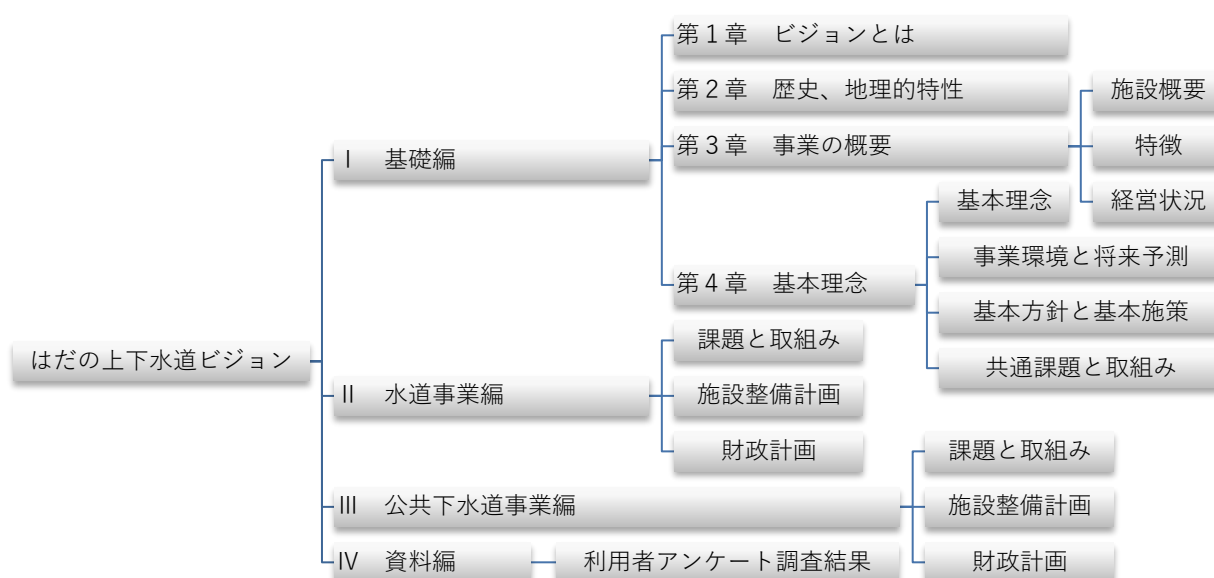 はだの上下水道ビジョン
Ⅰ　基礎編
第１章　ビジョンとは
第２章　歴史、地理的特性
第３章　事業の概要
施設概要
特徴
経営状況
第４章　基本理念
基本理念
事業環境と将来予測
基本方針と基本施策
共通課題と取組み
Ⅱ　水道事業編
課題と取組み
施設整備計画
財政計画
Ⅲ　公共下水道事業編
課題と取組み
施設整備計画
財政計画
Ⅳ　資料編
利用者アンケート調査結果